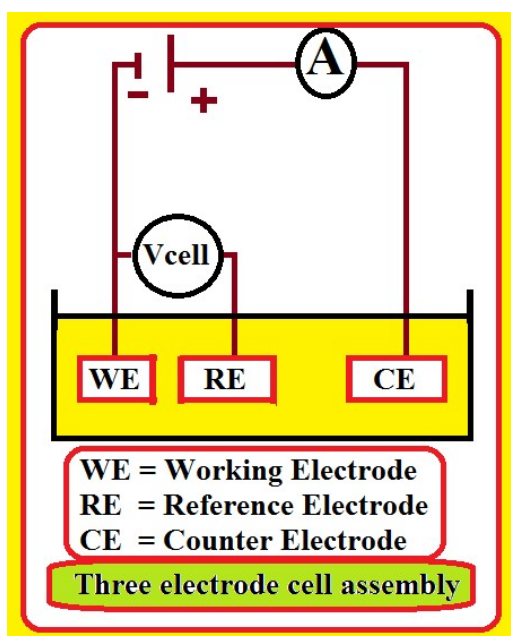 A
-
+
Vcell
WE RE CE
WE = Working Electrode
RE = Reference Electrode
CE = Counter Electrode
Three electrode cell assembly